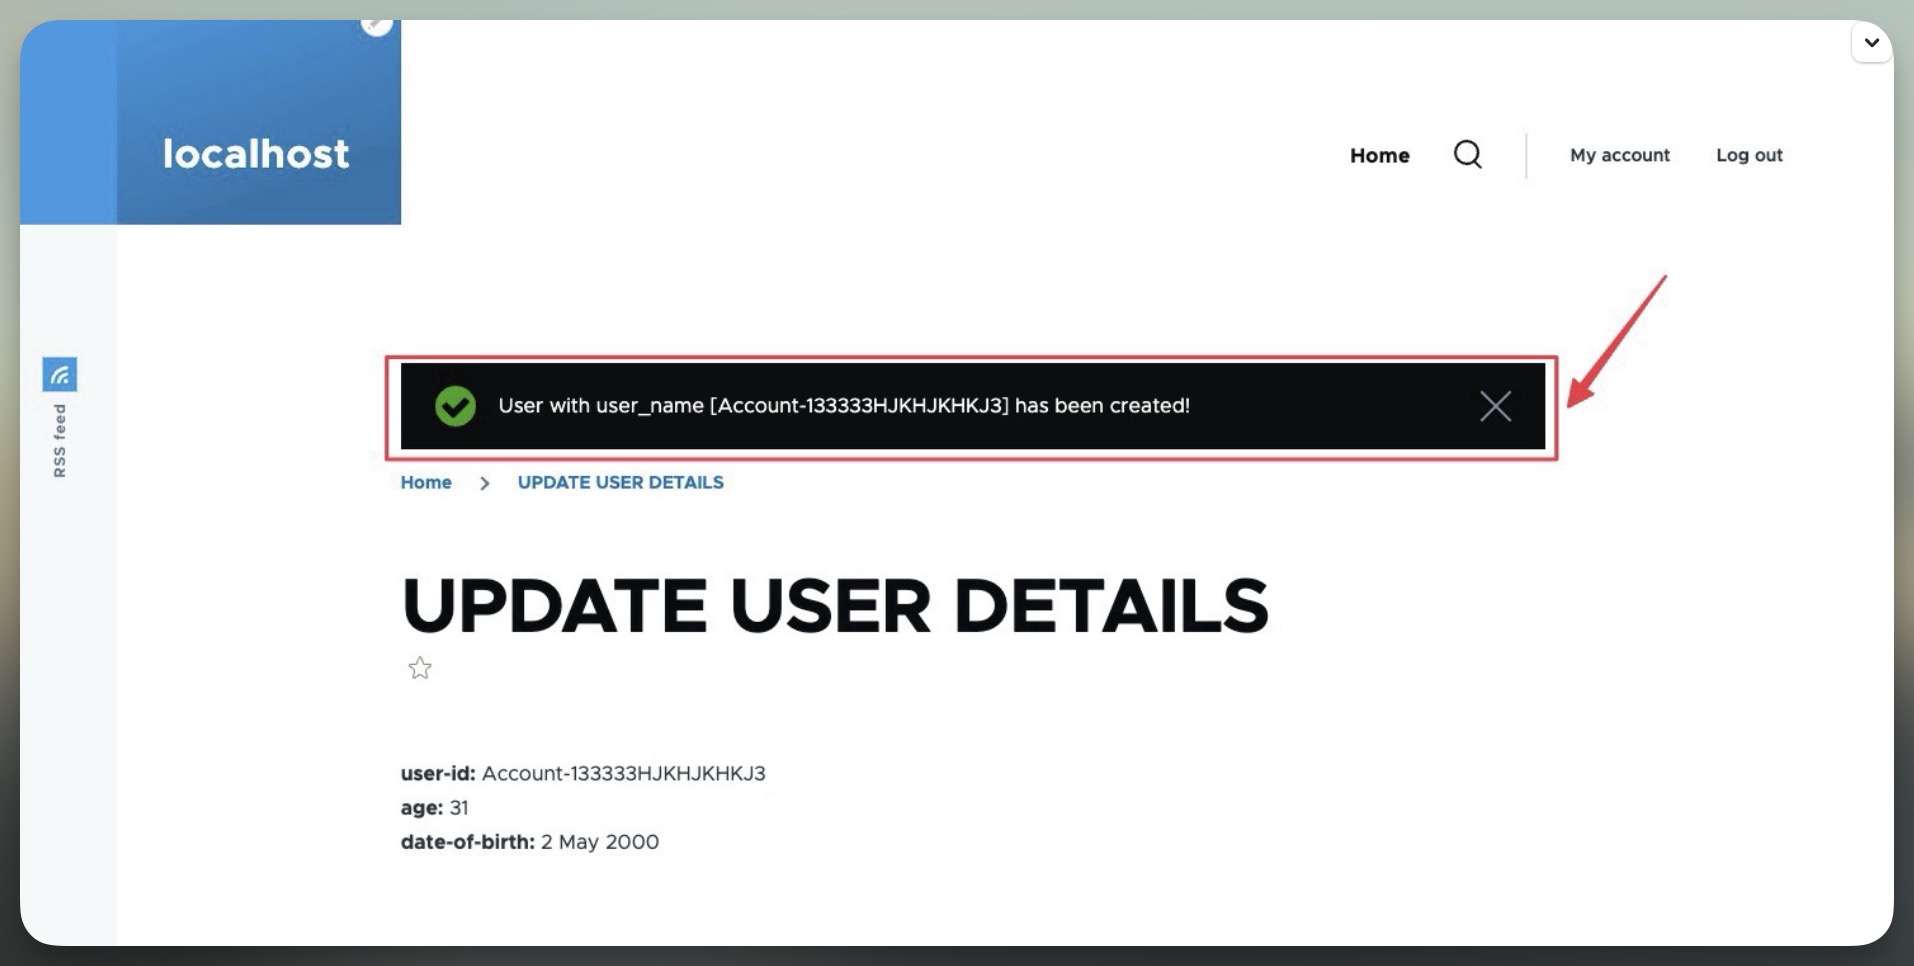 localhost
Home
My account
Log out
RSS feed
User with user_name [Account-133333HJKHJKHKJ3] has been created!
Home > UPDATE USER DETAILS
UPDATE USER DETAILS
user-id: Account-133333HJKHJKHKJ3
age: 31
date-of-birth: 2 May 2000